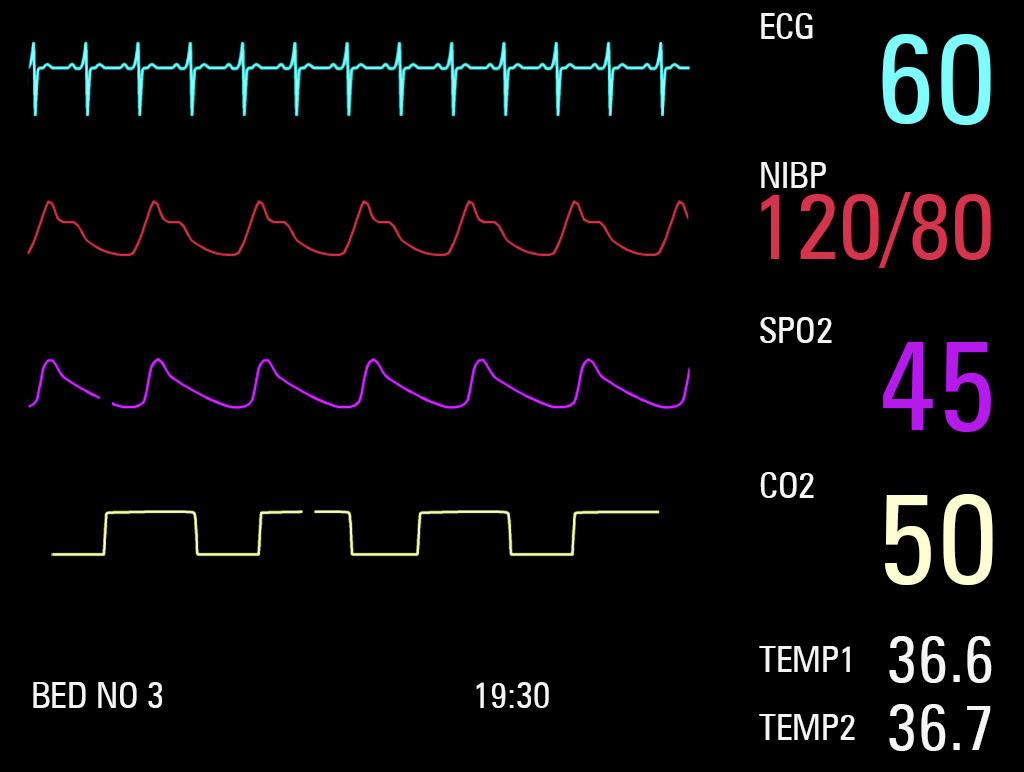 ECG
60
NIBP
120/80
SPO2
45
CO2
50
TEMP1 36.6
BED NO 3 19:30
TEMP2 36.7